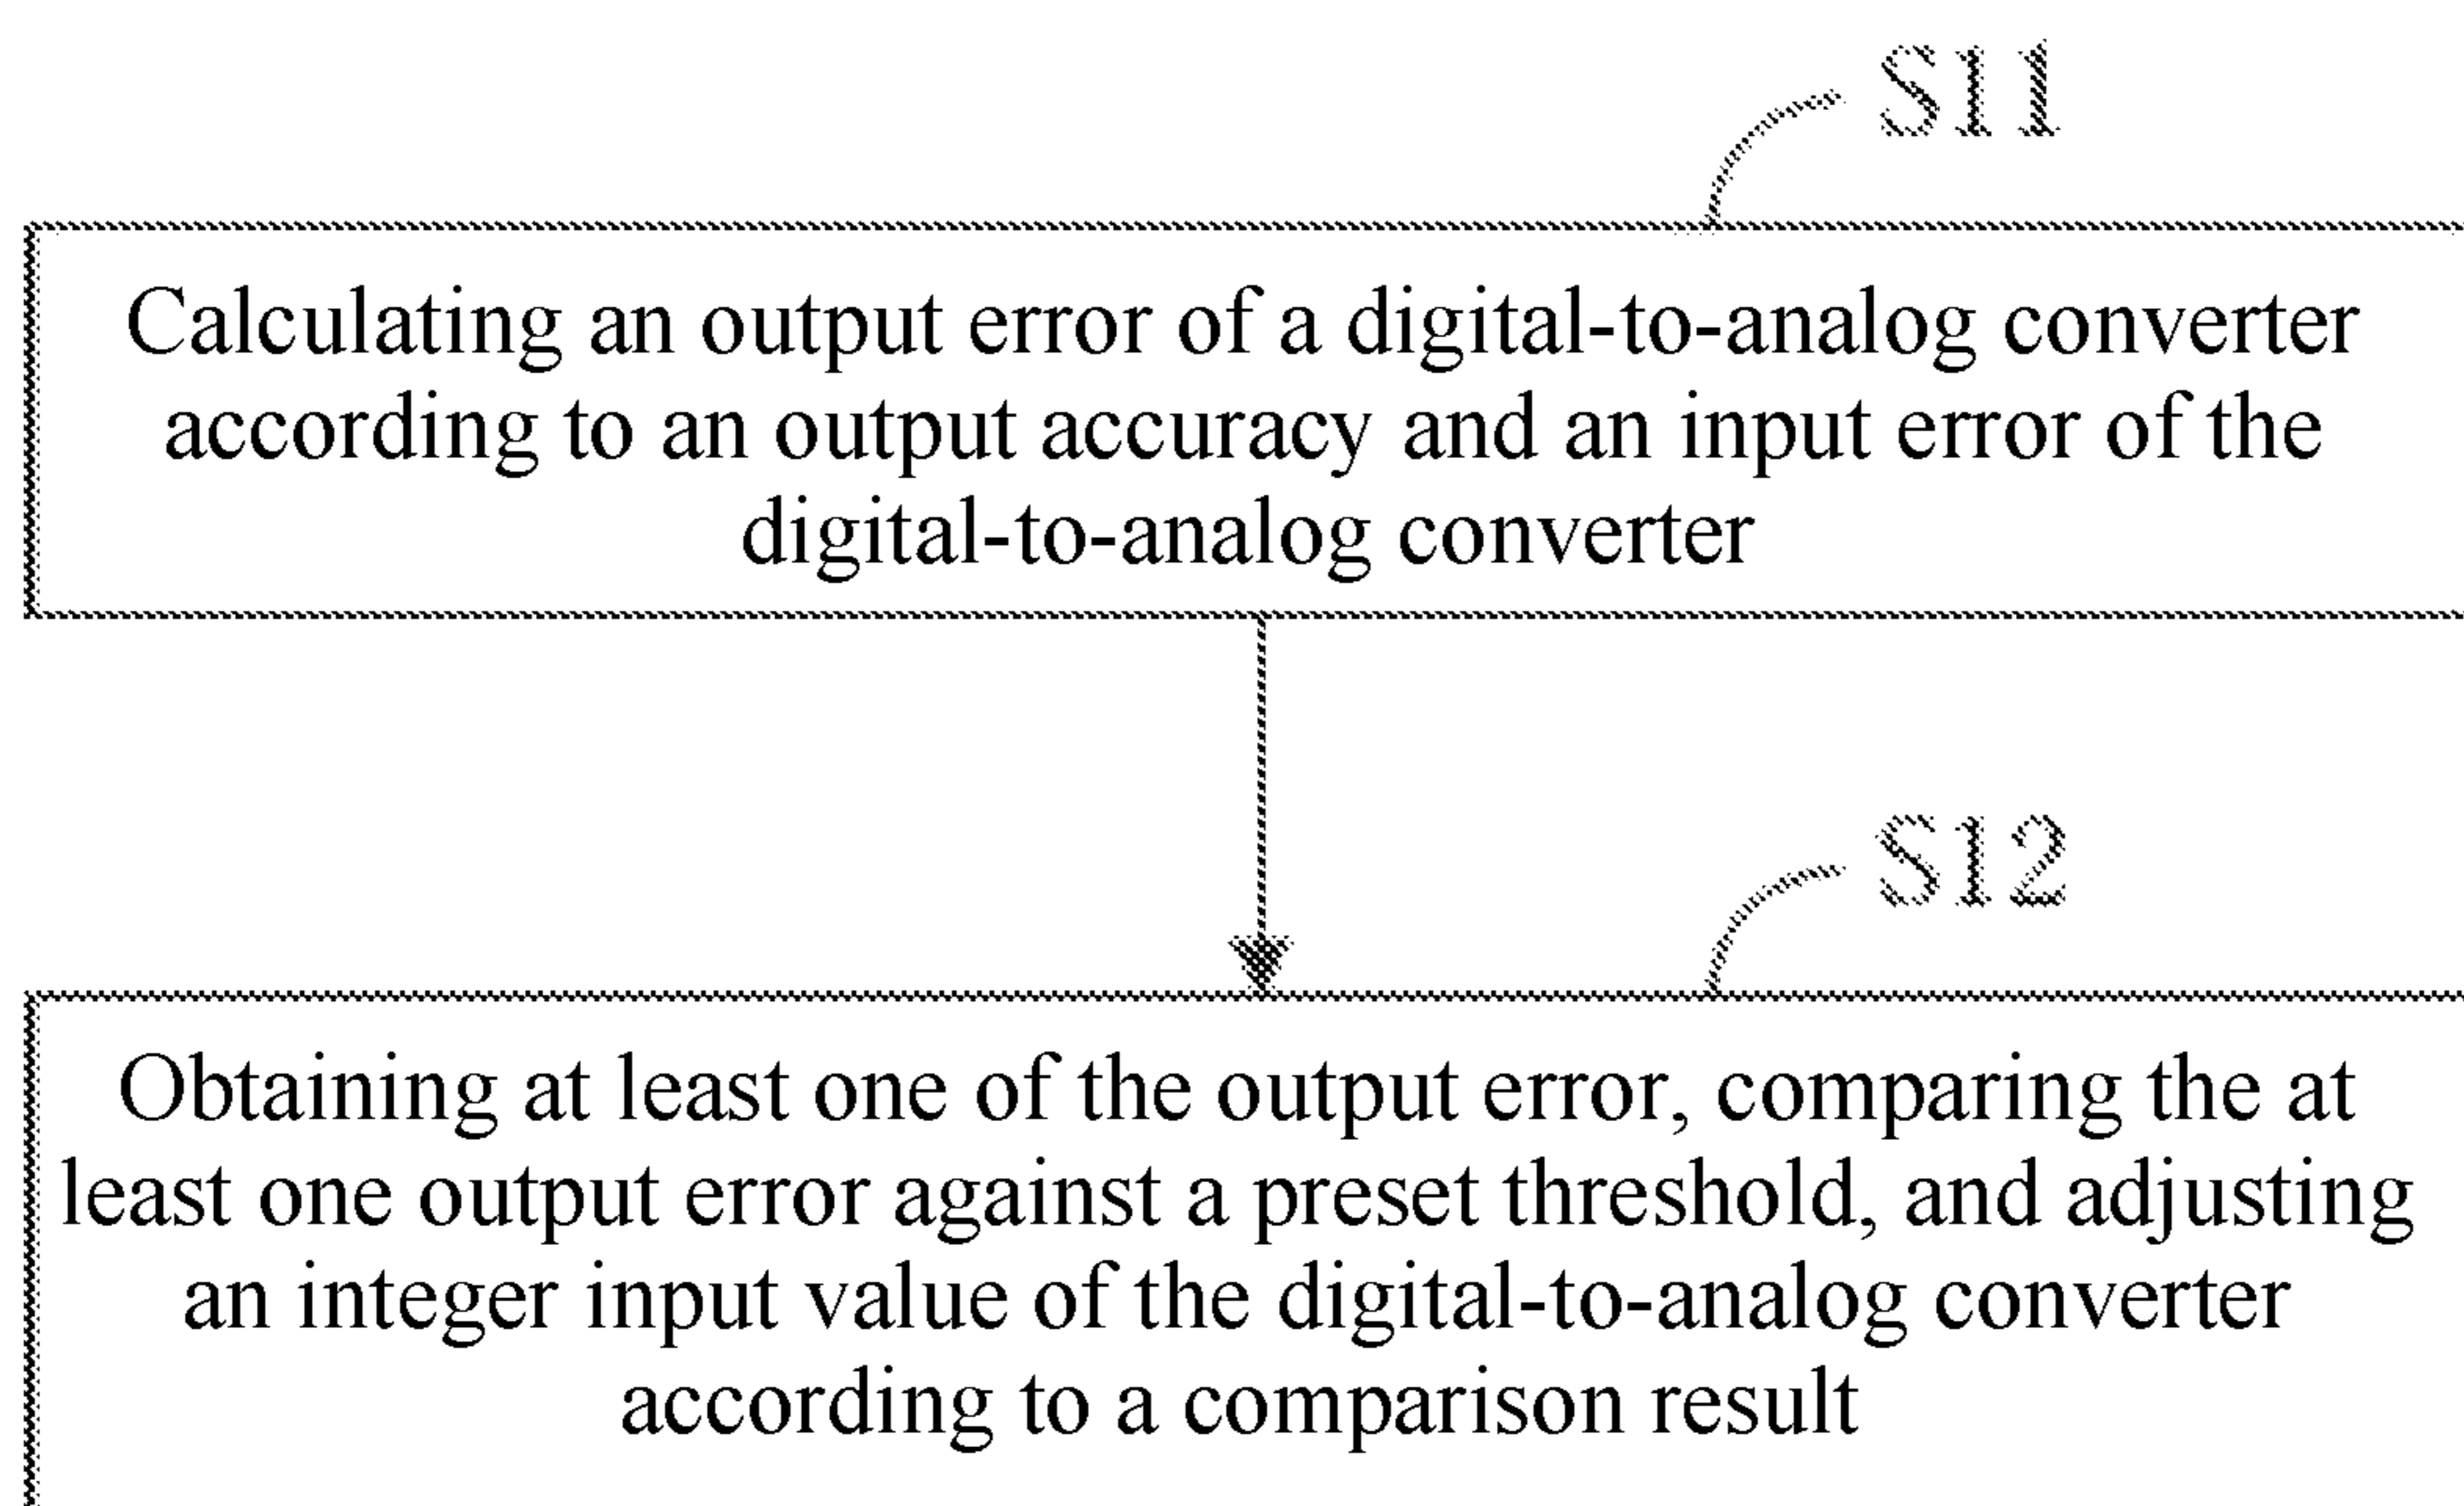 S11
Calculating an output error of a digital-to-analog converter
according to an output accuracy and an input error of the
digital-to-analog converter
S12
Obtaining at least one of the output error, comparing the at
least one output error against a preset threshold, and adjusting
an integer input value of the digital-to-analog converter
according to a comparison result